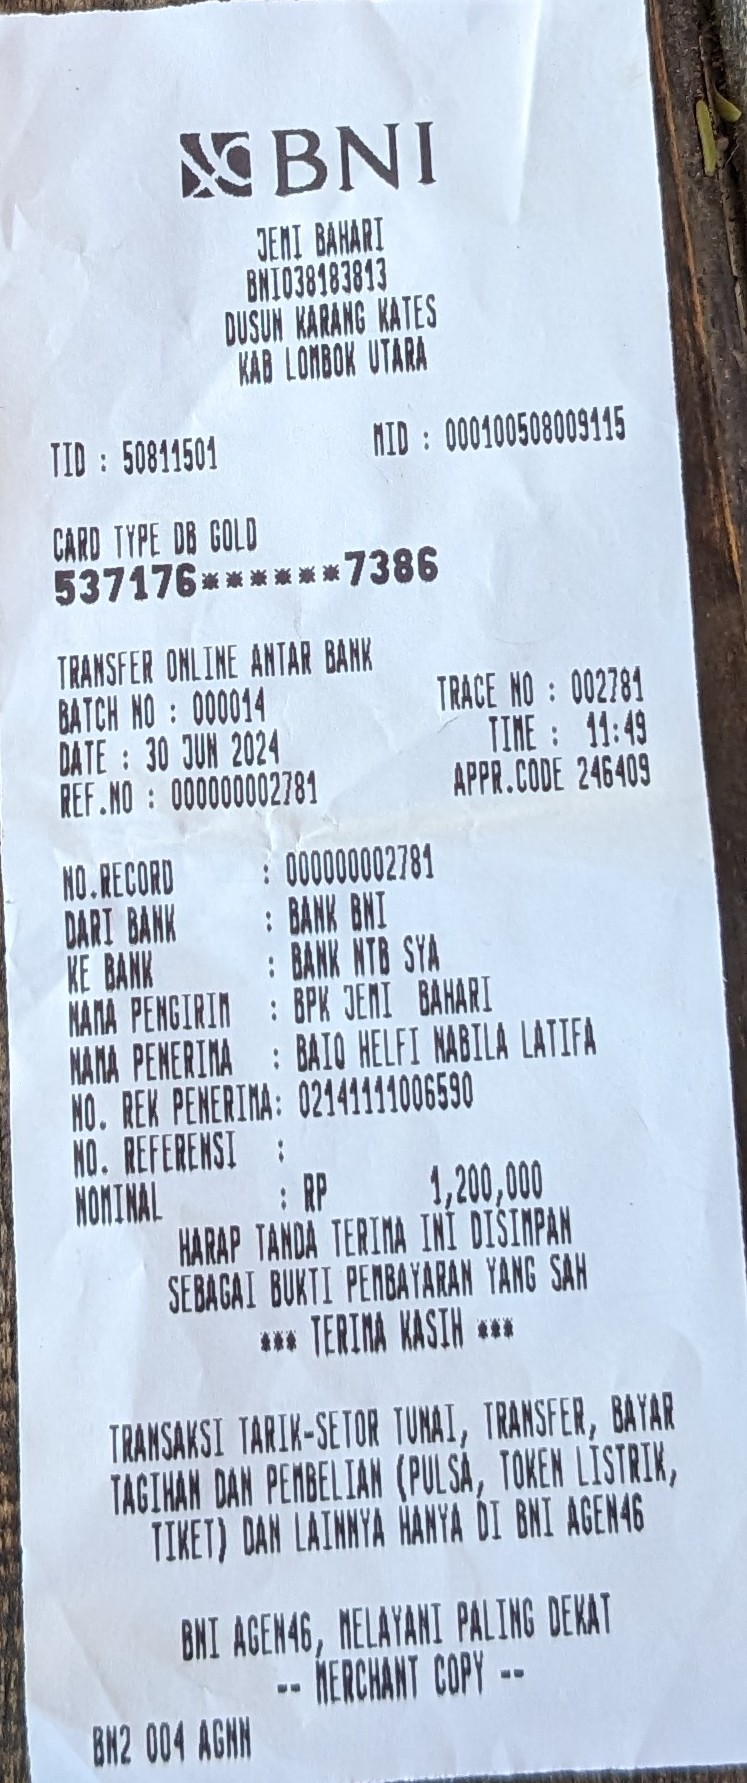 BNI
JEMI BAHARI
BNI038183813
DUSUN KARANG KATES
KAB LOMBOK UTARA
TID : 50811501 MID : 000100508009115
CARD TYPE DB GOLD
537176******7386
TRANSFER ONLINE ANTAR BANK
BATCH NO : 000014 TRACE NO : 002781
DATE : 30 JUN 2024 TIME : 11:49
REF.NO : 000000002781 APPR.CODE 246409
NO.RECORD : 000000002781
DARI BANK : BANK BNI
KE BANK : BANK NTB SYA
NAMA PENGIRIM : BPK JEMI BAHARI
NAMA PENERIMA : BAIQ HELFI NABILA LATIFA
NO. REK PENERIMA: 02141111006590
NO. REFERENSI :
NOMINAL : RP 1,200,000
HARAP TANDA TERIMA INI DISIMPAN
SEBAGAI BUKTI PEMBAYARAN YANG SAH
*** TERIMA KASIH ***
TRANSAKSI TARIK-SETOR TUNAI, TRANSFER, BAYAR
TAGIHAN DAN PEMBELIAN (PULSA, TOKEN LISTRIK,
TIKET) DAN LAINNYA HANYA DI BNI AGEN46
BNI AGEN46, MELAYANI PALING DEKAT
-- MERCHANT COPY --
BN2 004 AGNN